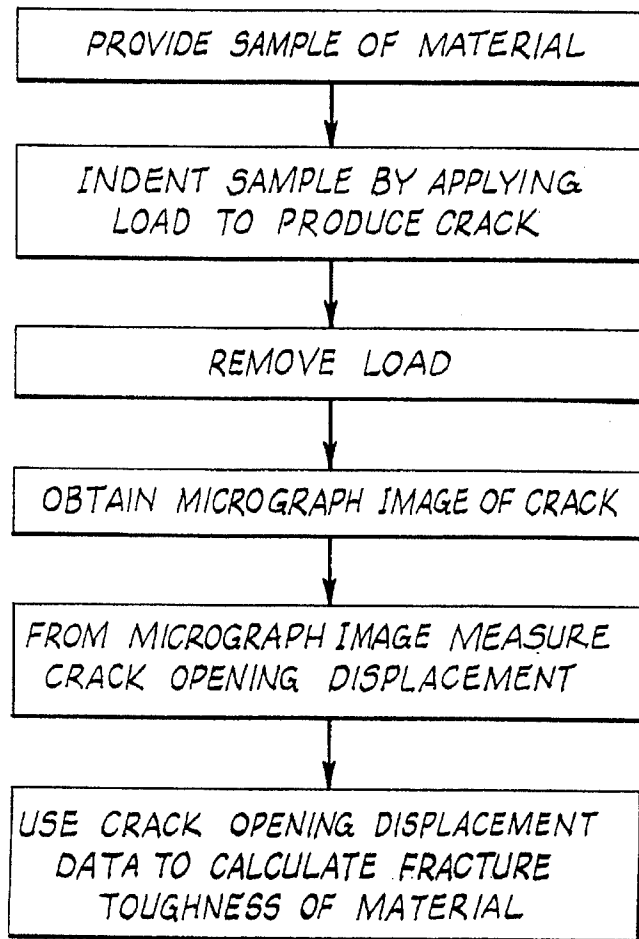 PROVIDE SAMPLE OF MATERIAL
INDENT SAMPLE BY APPLYING
LOAD TO PRODUCE CRACK
REMOVE LOAD
OBTAIN MICROGRAPH IMAGE OF CRACK
FROM MICROGRAPH IMAGE MEASURE
CRACK OPENING DISPLACEMENT
USE CRACK OPENING DISPLACEMENT
DATA TO CALCULATE FRACTURE
TOUGHNESS OF MATERIAL